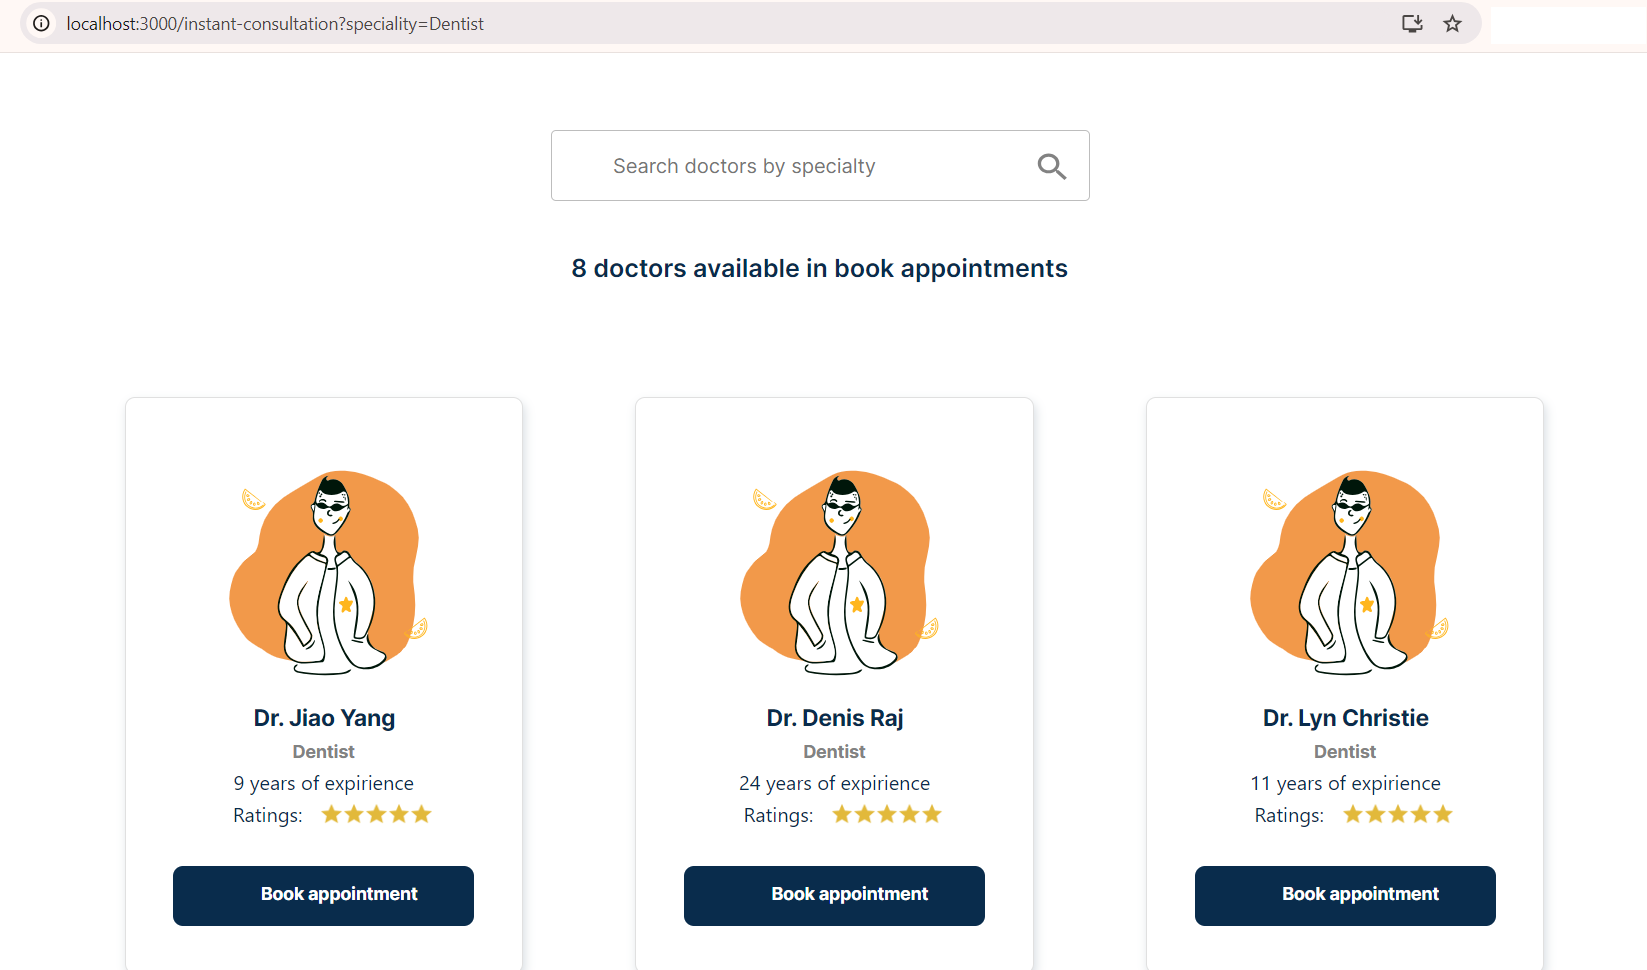 localhost:3000/instant-consultation?speciality=Dentist
Search doctors by specialty
8 doctors available in book appointments
Dr. Jiao Yang
Dentist
9 years of expirience
Ratings:
Book appointment
Dr. Denis Raj
Dentist
24 years of expirience
Ratings:
Book appointment
Dr. Lyn Christie
Dentist
11 years of expirience
Ratings:
Book appointment